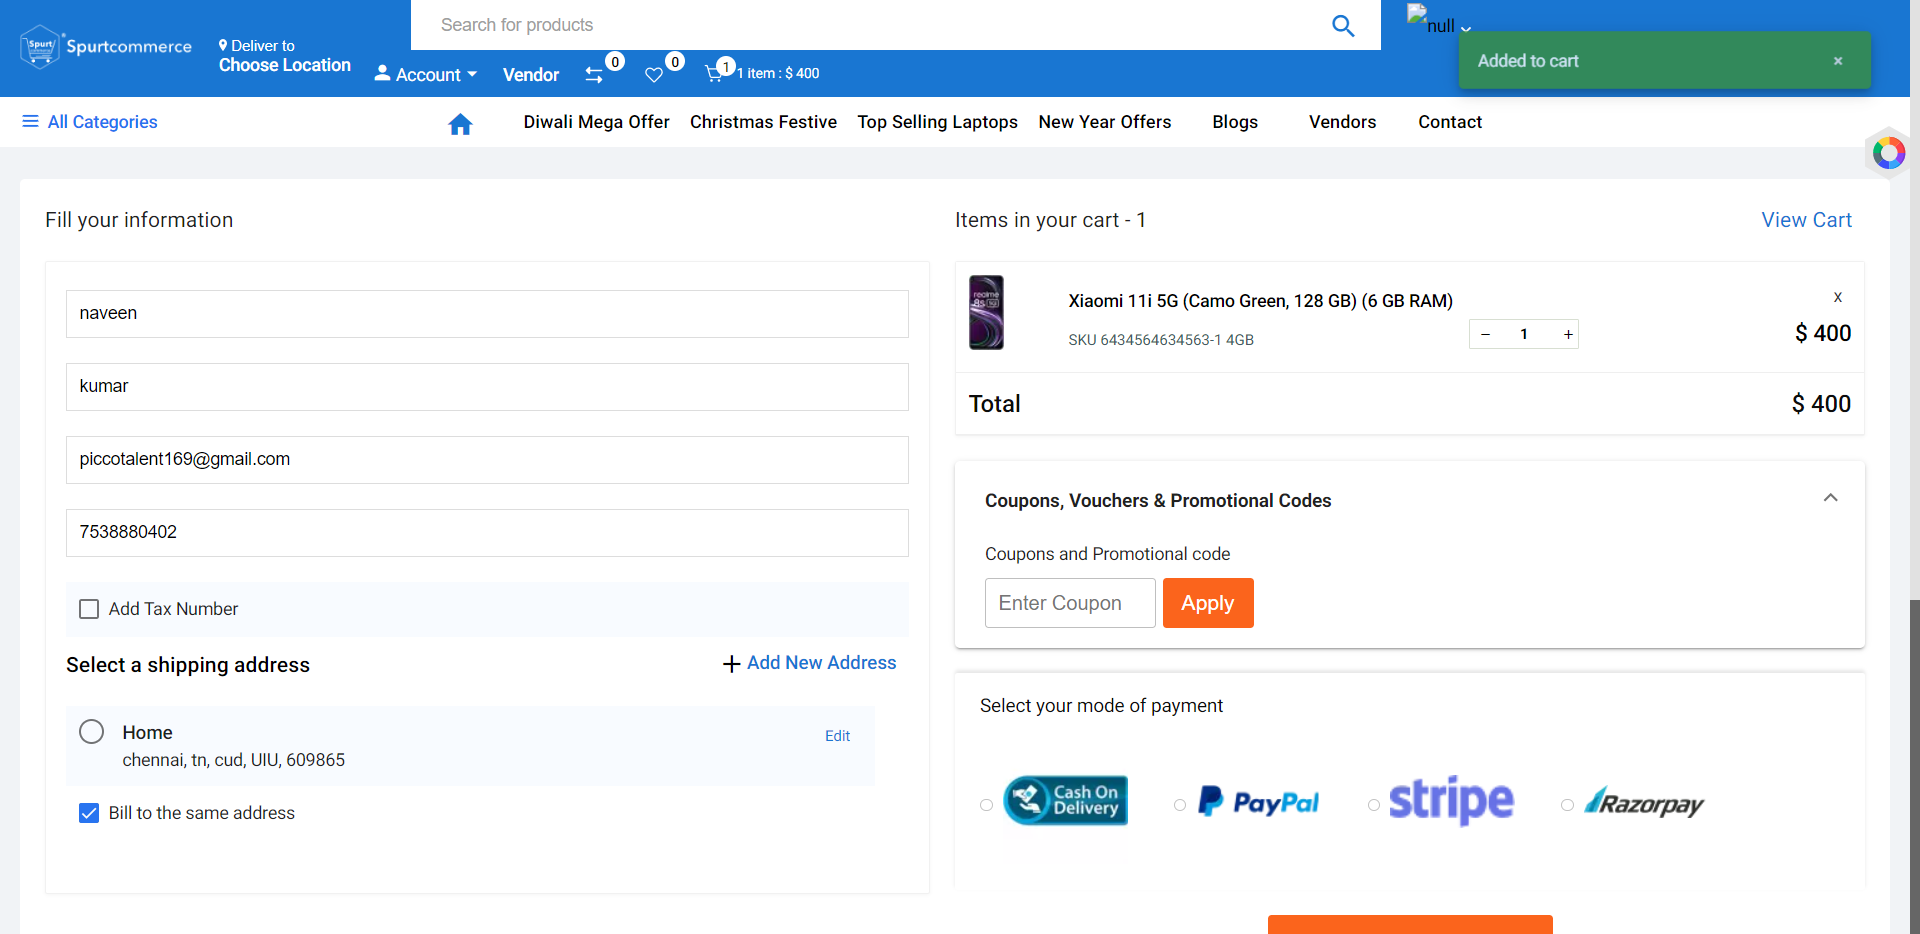 Search for products
null
Spurt
Spurtcommerce
Deliver to
Choose Location
Account
Vendor
0
0
1
1 item : $ 400
Added to cart
×
All Categories
Diwali Mega Offer
Christmas Festive
Top Selling Laptops
New Year Offers
Blogs
Vendors
Contact
Fill your information
naveen
kumar
piccotalent169@gmail.com
7538880402
Add Tax Number
Select a shipping address
+ Add New Address
Home
Edit
chennai, tn, cud, UIU, 609865
Bill to the same address
Items in your cart - 1
View Cart
realme
8s 5G
Xiaomi 11i 5G (Camo Green, 128 GB) (6 GB RAM)
x
SKU 6434564634563-1 4GB
− 1 +
$ 400
Total
$ 400
Coupons, Vouchers & Promotional Codes
Coupons and Promotional code
Enter Coupon
Apply
Select your mode of payment
Cash On
Delivery
PayPal
stripe
Razorpay